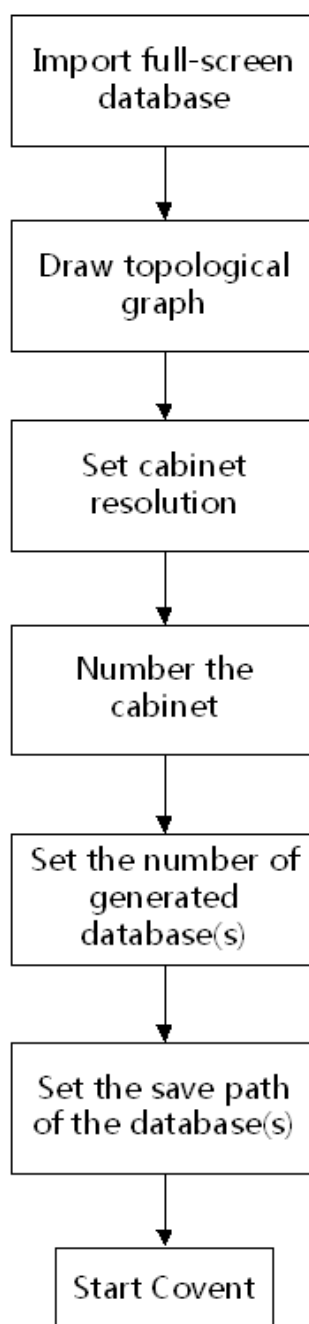 Import full-screen
database
Draw topological
graph
Set cabinet
resolution
Number the
cabinet
Set the number of
generated
database(s)
Set the save path
of the database(s)
Start Covent